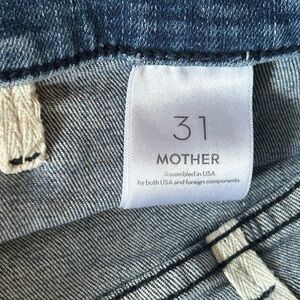 31
MOTHER
Assembled in USA
by both USA and foreign components